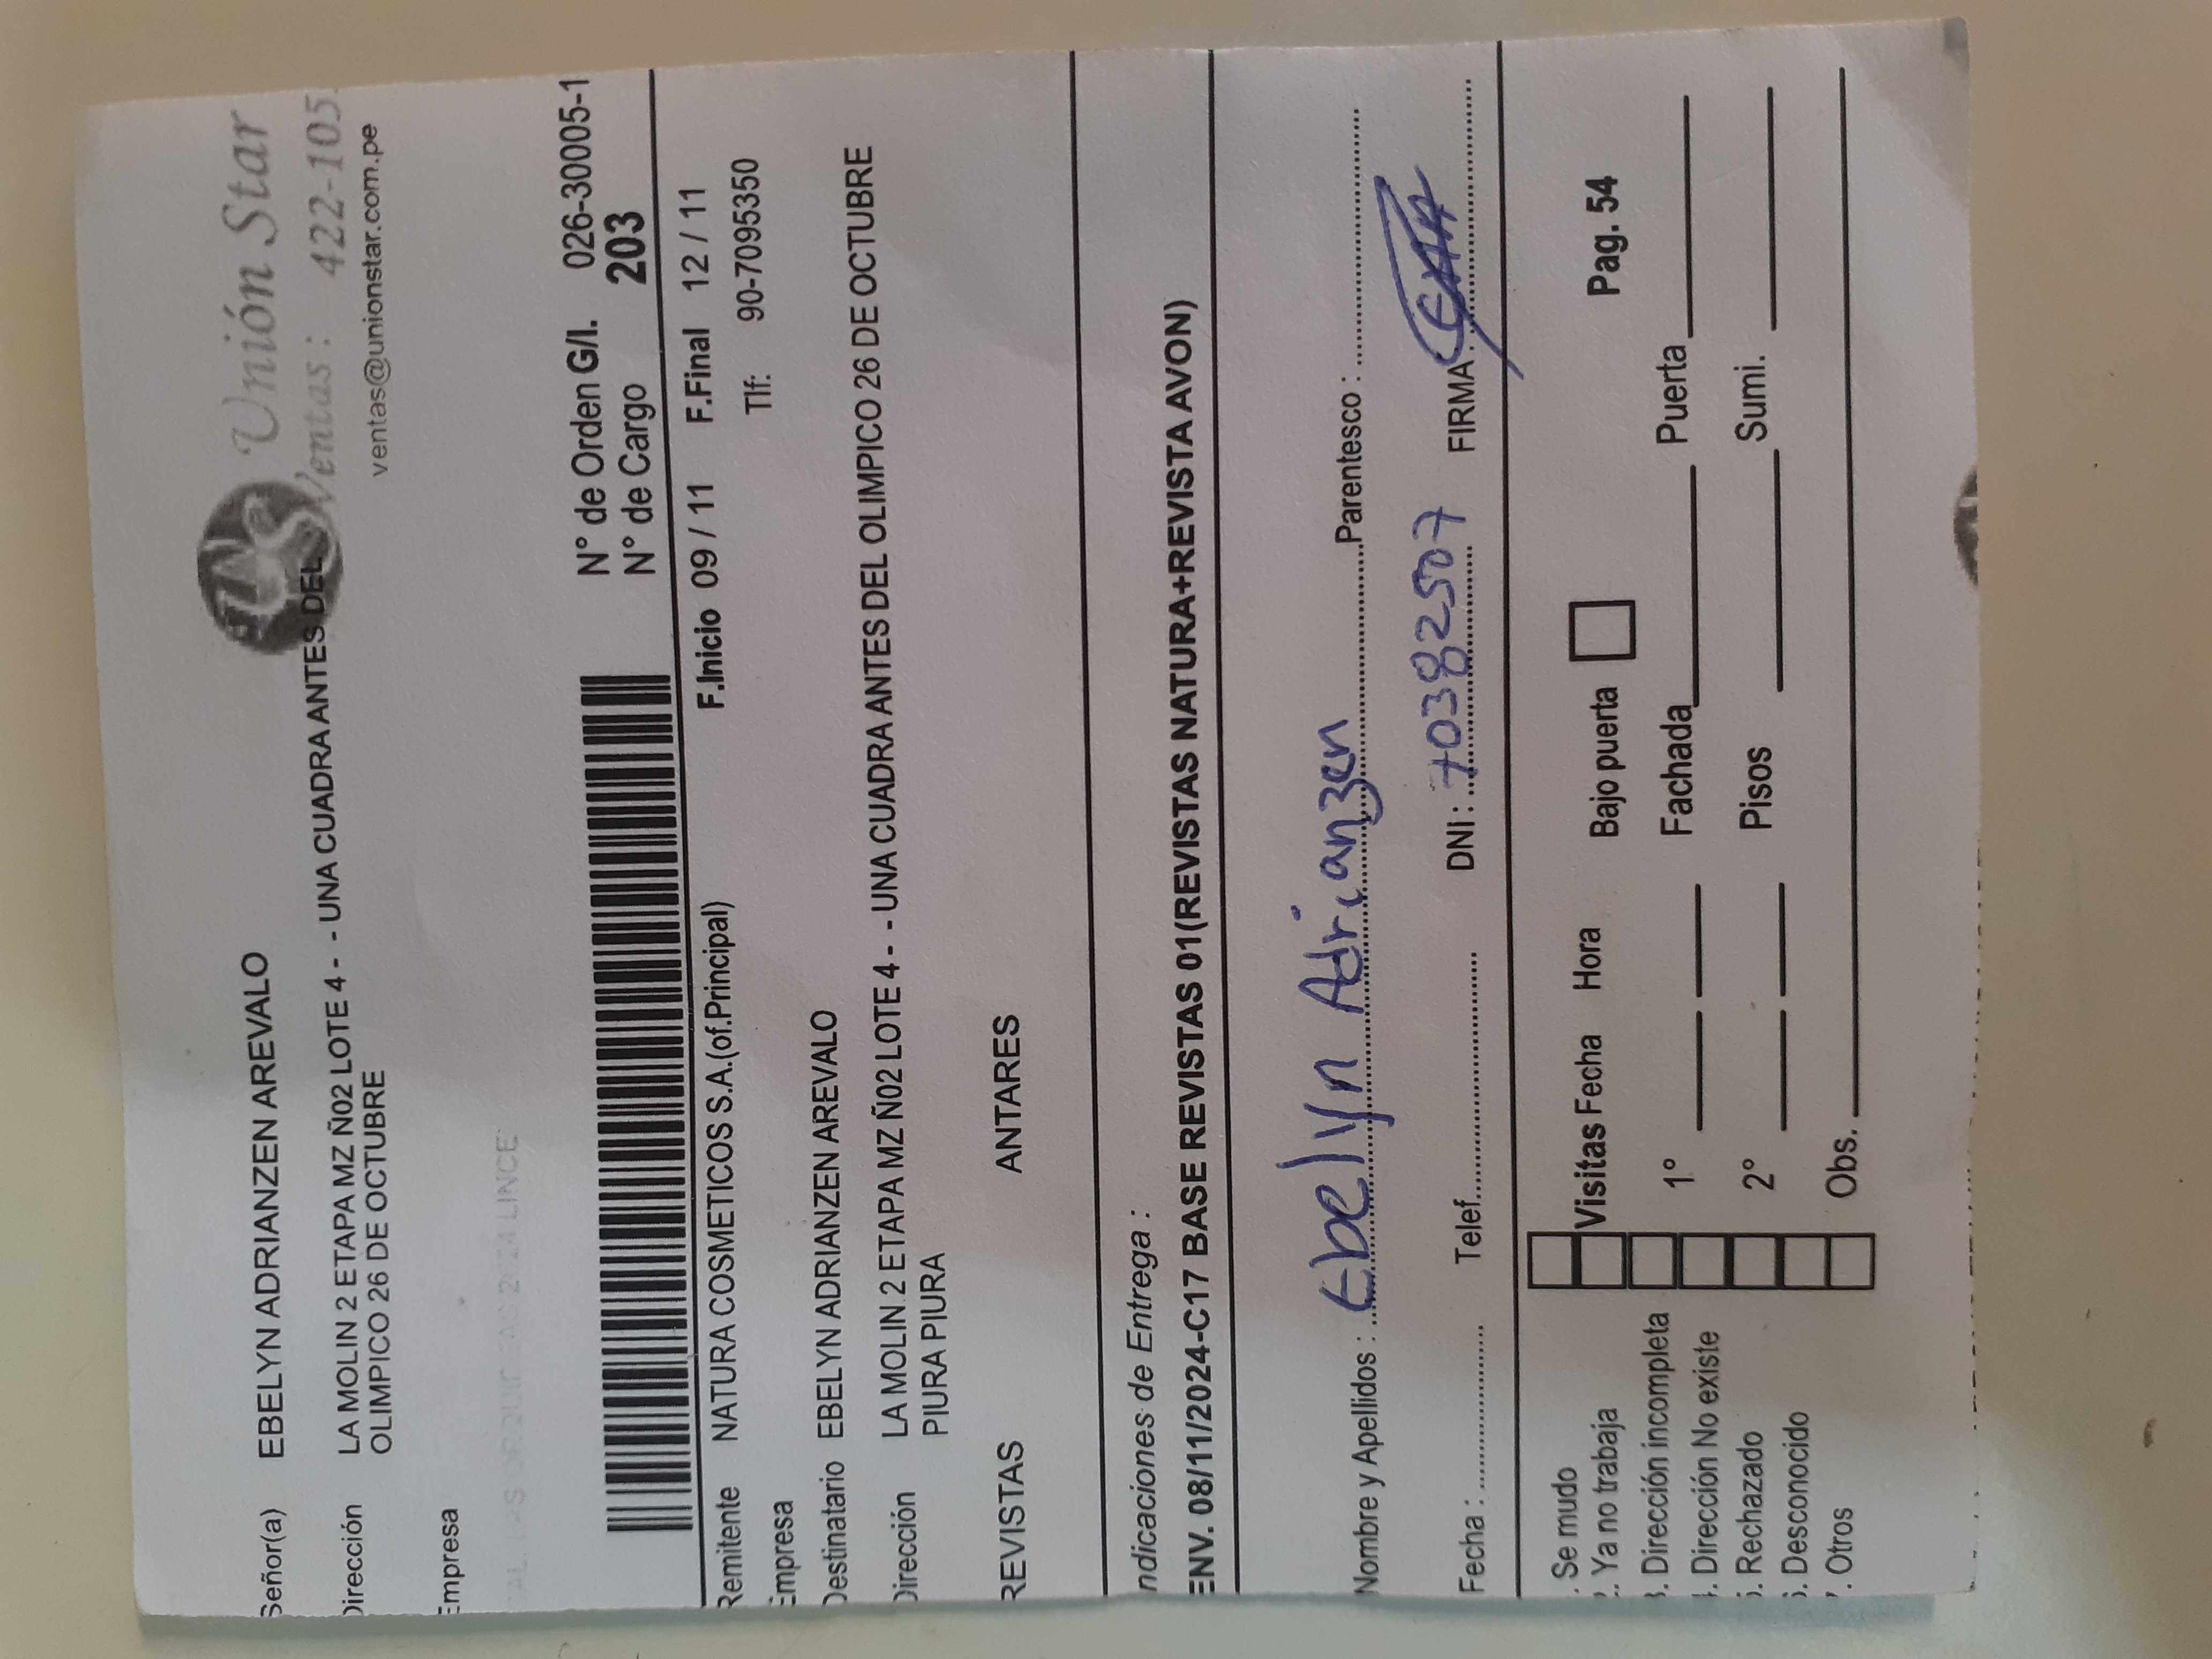 Señor(a) EBELYN ADRIANZEN AREVALO
Unión Star
Ventas : 422-105
ventas@unionstar.com.pe
Dirección LA MOLIN 2 ETAPA MZ Ñ02 LOTE 4 - - UNA CUADRA ANTES DEL
OLIMPICO 26 DE OCTUBRE
Empresa
N° de Orden G/I. 026-30005-1
N° de Cargo 203
Remitente NATURA COSMETICOS S.A.(of.Principal) F.Inicio 09 / 11 F.Final 12 / 11
Empresa Tlf: 90-7095350
Destinatario EBELYN ADRIANZEN AREVALO
Dirección LA MOLIN 2 ETAPA MZ Ñ02 LOTE 4 - - UNA CUADRA ANTES DEL OLIMPICO 26 DE OCTUBRE
PIURA PIURA
REVISTAS ANTARES
ndicaciones de Entrega :
ENV. 08/11/2024-C17 BASE REVISTAS 01(REVISTAS NATURA+REVISTA AVON)
Nombre y Apellidos : Ebelyn Adrianzen Parentesco :
Fecha : Telef. DNI : 70382507 FIRMA :
. Se mudo
2. Ya no trabaja Visitas Fecha Hora Bajo puerta Pag. 54
3. Dirección incompleta
4. Dirección No existe 1° Fachada Puerta
5. Rechazado
6. Desconocido 2° Pisos Sumi.
7. Otros Obs.